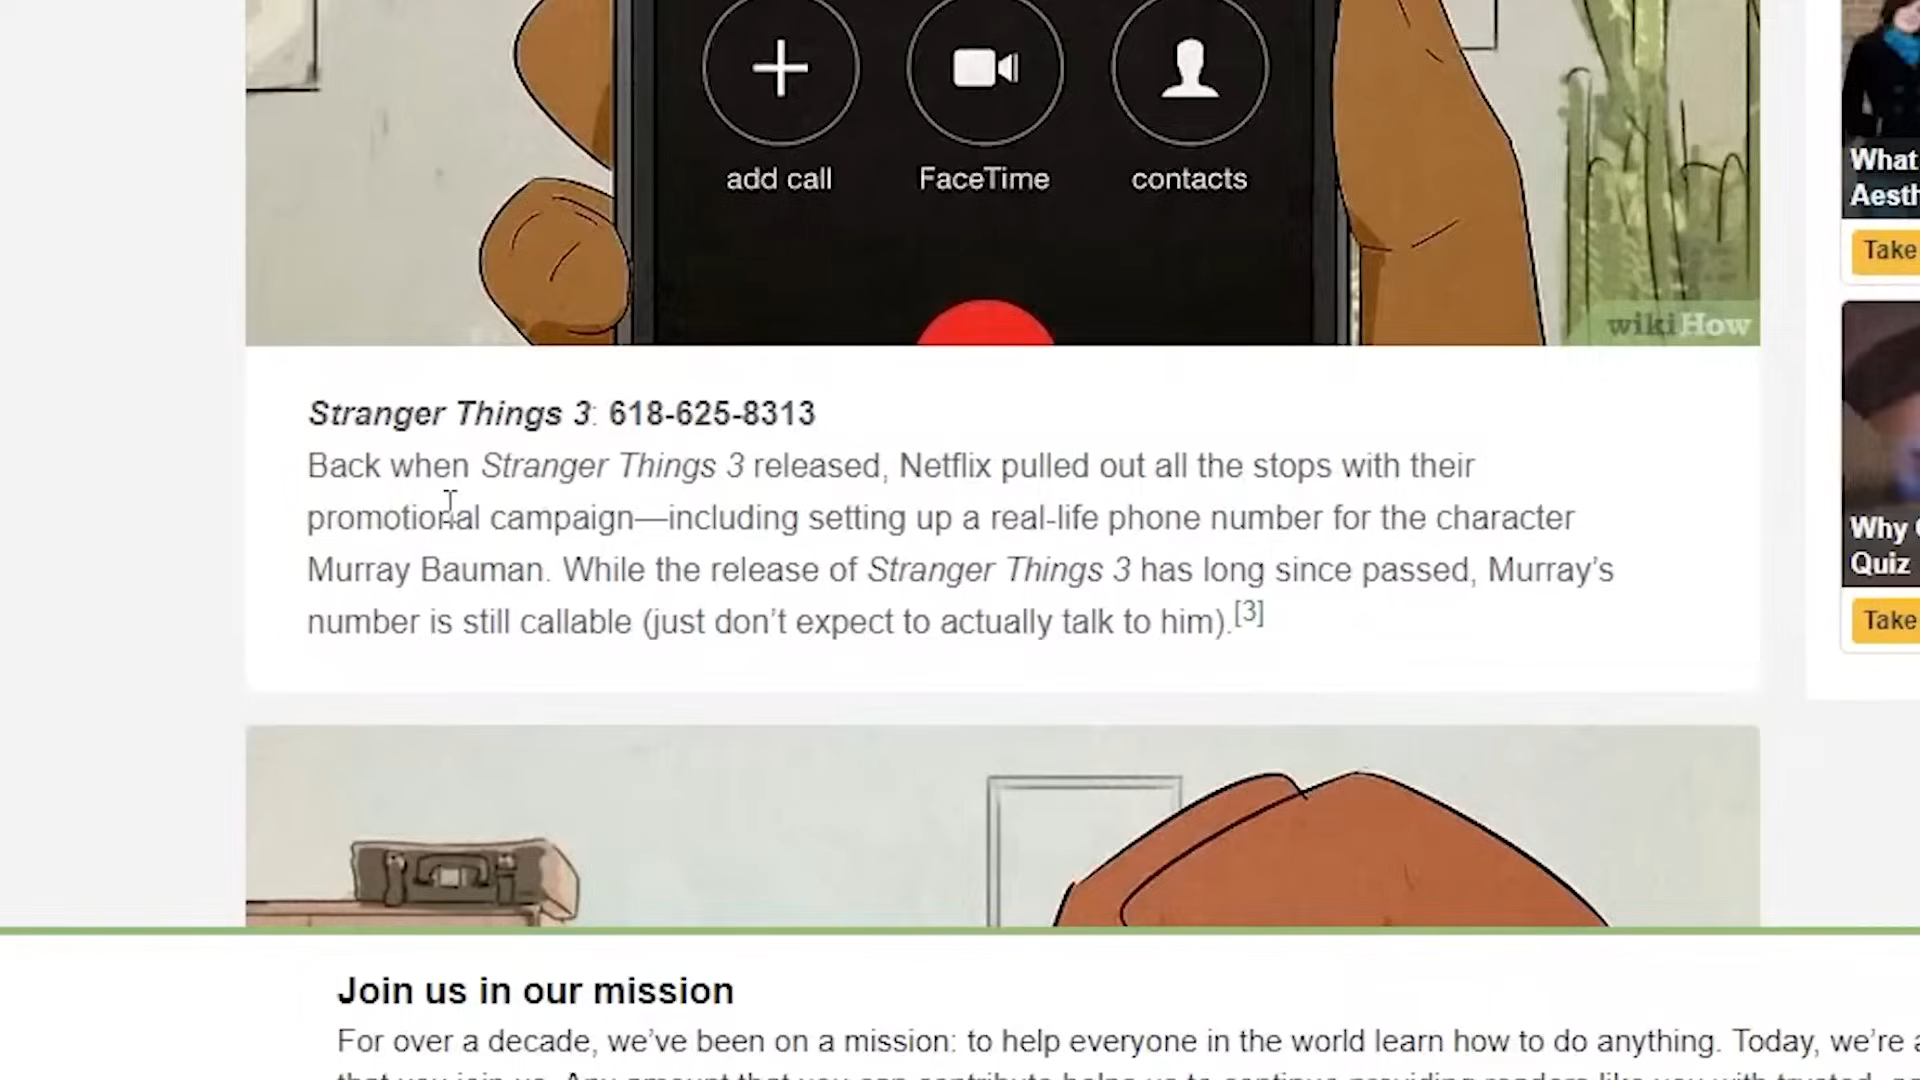 add call FaceTime contacts
What
Aesth
Take
wikiHow
Stranger Things 3: 618-625-8313
Back when Stranger Things 3 released, Netflix pulled out all the stops with their
promotional campaign—including setting up a real-life phone number for the character
Murray Bauman. While the release of Stranger Things 3 has long since passed, Murray’s
number is still callable (just don’t expect to actually talk to him).[3]
Why
Quiz
Take
Join us in our mission
For over a decade, we’ve been on a mission: to help everyone in the world learn how to do anything. Today, we’re a